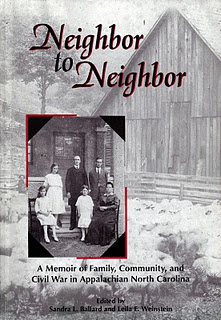 Neighbor
to
Neighbor
A Memoir of Family, Community, and
Civil War in Appalachian North Carolina
Edited by
Sandra L. Ballard and Leila E. Weinstein